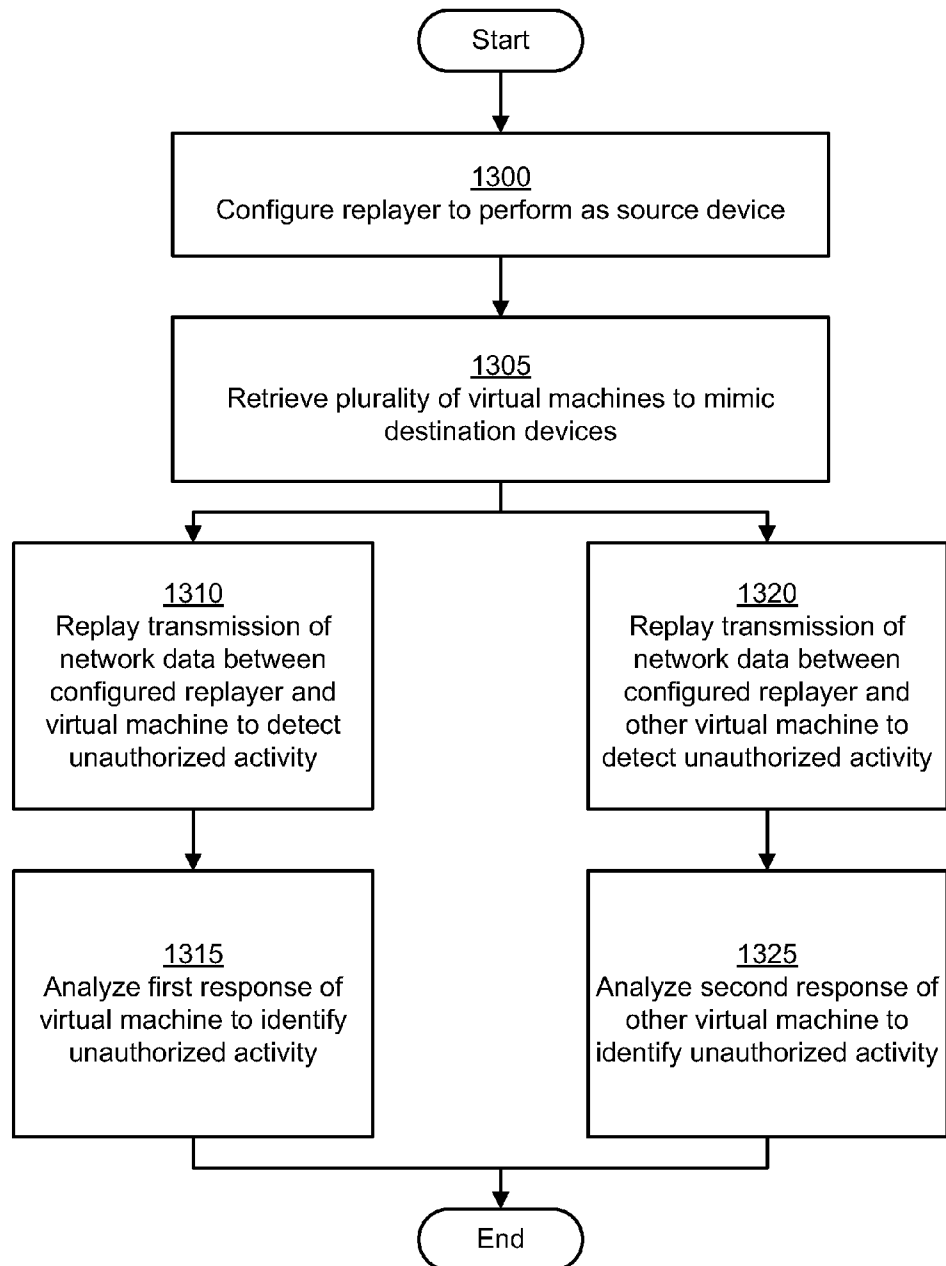 Start
1300
Configure replayer to perform as source device
1305
Retrieve plurality of virtual machines to mimic
destination devices
1310
Replay transmission of
network data between
configured replayer and
virtual machine to detect
unauthorized activity
1320
Replay transmission of
network data between
configured replayer and
other virtual machine to
detect unauthorized activity
1315
Analyze first response of
virtual machine to identify
unauthorized activity
1325
Analyze second response of
other virtual machine to
identify unauthorized activity
End